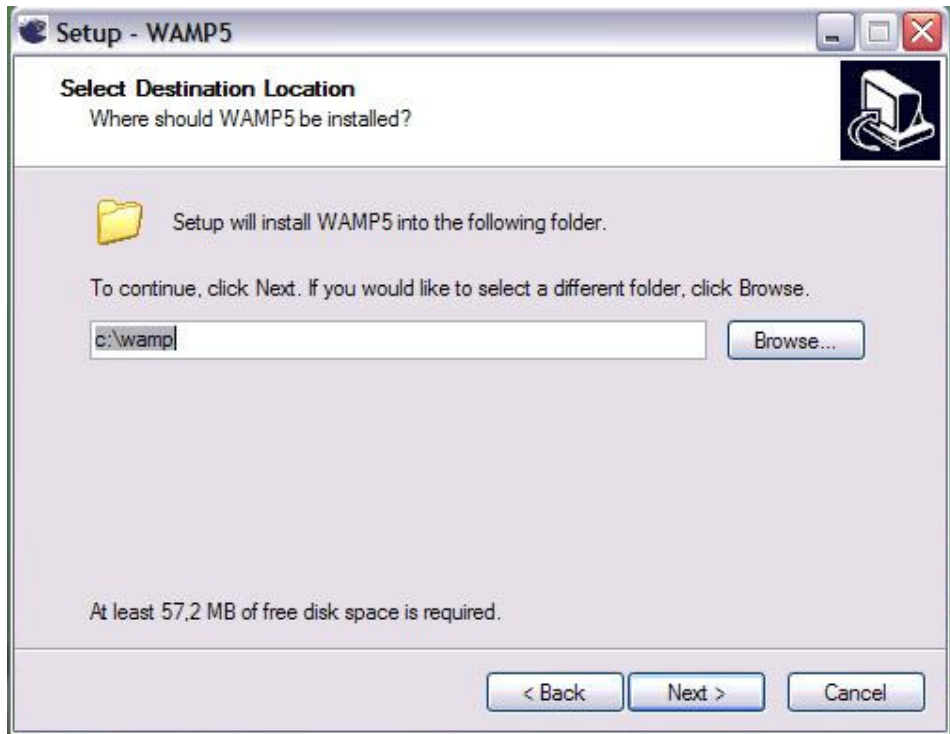 Setup - WAMP5
Select Destination Location
Where should WAMP5 be installed?
Setup will install WAMP5 into the following folder.
To continue, click Next. If you would like to select a different folder, click Browse.
c:\wamp
Browse...
At least 57,2 MB of free disk space is required.
< Back
Next >
Cancel